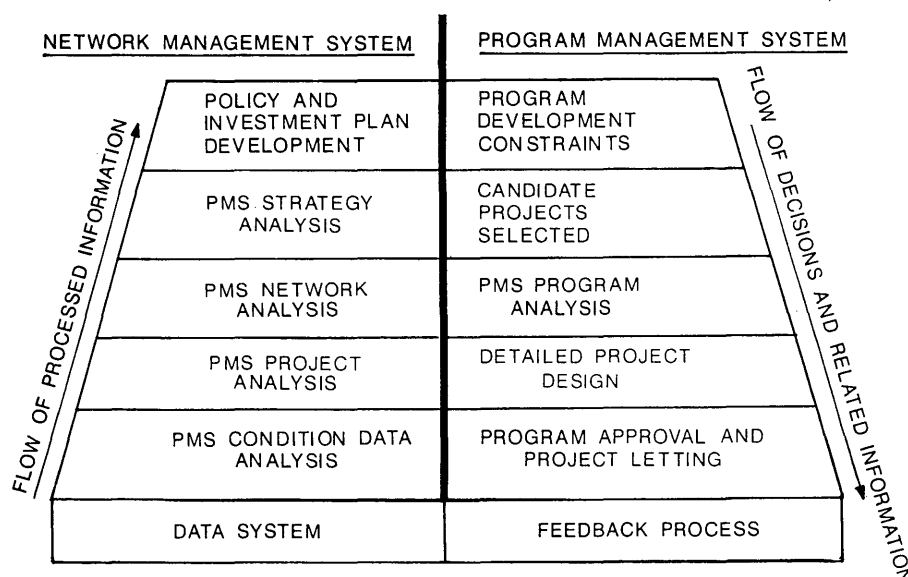 NETWORK MANAGEMENT SYSTEM
PROGRAM MANAGEMENT SYSTEM
FLOW OF PROCESSED INFORMATION
POLICY AND
INVESTMENT PLAN
DEVELOPMENT
PROGRAM
DEVELOPMENT
CONSTRAINTS
PMS STRATEGY
ANALYSIS
CANDIDATE
PROJECTS
SELECTED
PMS NETWORK
ANALYSIS
PMS PROGRAM
ANALYSIS
PMS PROJECT
ANALYSIS
DETAILED PROJECT
DESIGN
PMS CONDITION DATA
ANALYSIS
PROGRAM APPROVAL AND
PROJECT LETTING
DATA SYSTEM
FEEDBACK PROCESS
FLOW OF DECISIONS AND RELATED INFORMATION